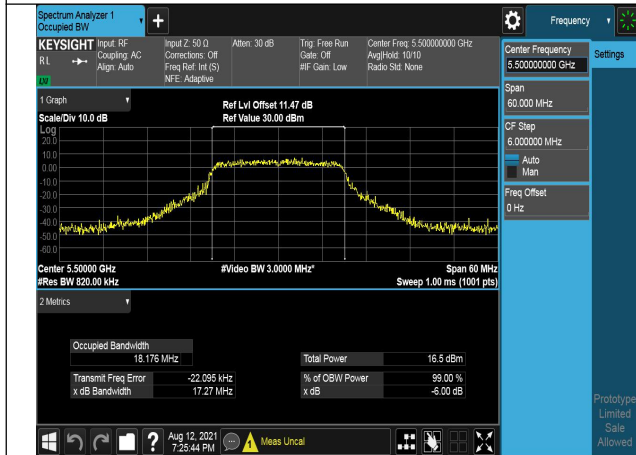 Spectrum Analyzer 1
Occupied BW
+
Frequency
KEYSIGHT
R L
LXI
Input: RF
Coupling: AC
Align: Auto
Input Z: 50 Ω
Corrections: Off
Freq Ref: Int (S)
NFE: Adaptive
Atten: 30 dB
Trig: Free Run
Gate: Off
#IF Gain: Low
Center Freq: 5.500000000 GHz
Avg|Hold: 10/10
Radio Std: None
Center Frequency
5.500000000 GHz
Settings
Span
60.000 MHz
CF Step
6.000000 MHz
Auto
Man
Freq Offset
0 Hz
1 Graph
Scale/Div 10.0 dB
Ref Lvl Offset 11.47 dB
Ref Value 30.00 dBm
Log
20.0
10.0
0.00
-10.0
-20.0
-30.0
-40.0
-50.0
-60.0
Center 5.50000 GHz
#Res BW 820.00 kHz
#Video BW 3.0000 MHz*
Span 60 MHz
Sweep 1.00 ms (1001 pts)
2 Metrics
Occupied Bandwidth
18.176 MHz
Total Power 16.5 dBm
Transmit Freq Error -22.095 kHz
% of OBW Power 99.00 %
x dB Bandwidth 17.27 MHz
x dB -6.00 dB
?
Aug 12, 2021
7:25:44 PM
Meas Uncal
Prototype
Limited
Sale
Allowed